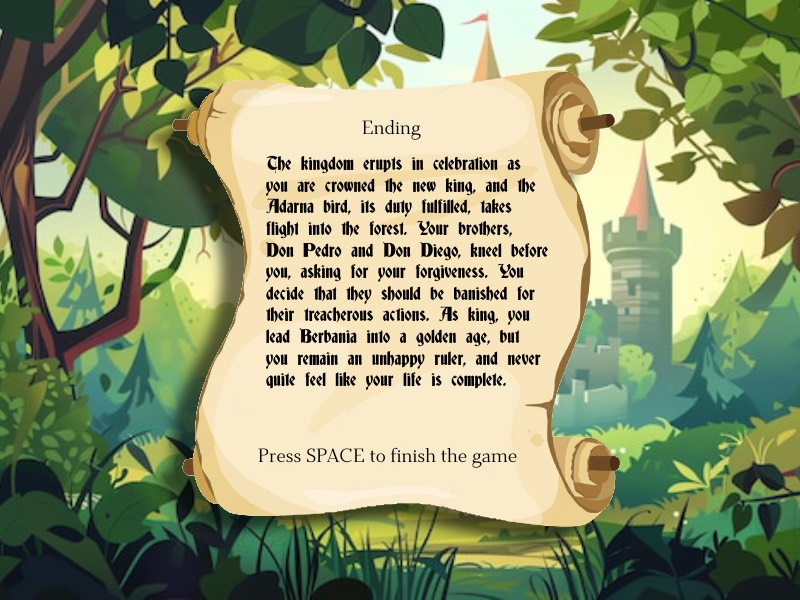 Ending
The kingdom erupts in celebration as
you are crowned the new king, and the
Adarna bird, its duty fulfilled, takes
flight into the forest. Your brothers,
Don Pedro and Don Diego, kneel before
you, asking for your forgiveness. You
decide that they should be banished for
their treacherous actions. As king, you
lead Berbania into a golden age, but
you remain an unhappy ruler, and never
quite feel like your life is complete.
Press SPACE to finish the game